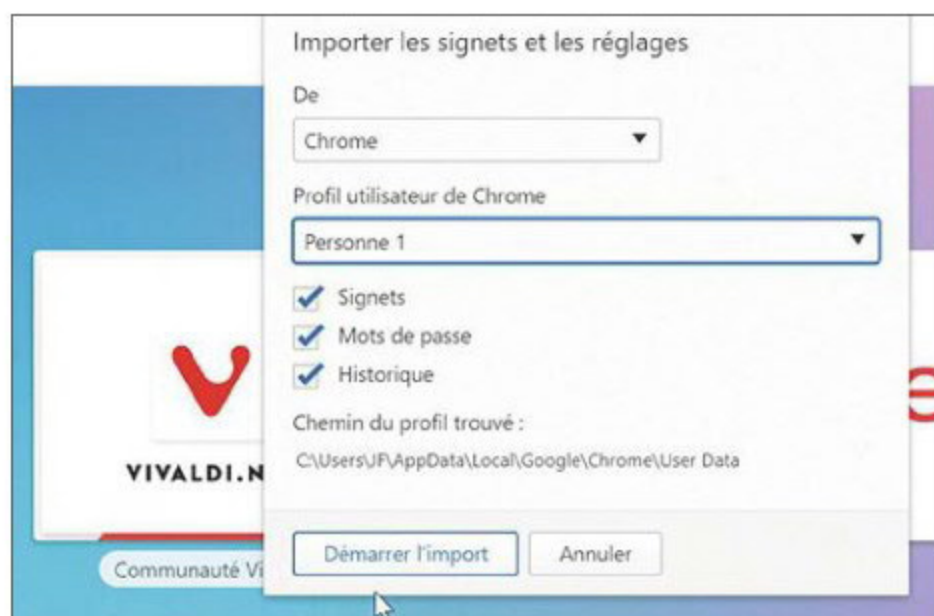 Importer les signets et les réglages
De
Chrome
Profil utilisateur de Chrome
Personne 1
Signets
Mots de passe
Historique
Chemin du profil trouvé :
C\Users\JF\AppData\Local\Google\Chrome\User Data
VIVALDI.N
Démarrer l'import
Annuler
Communauté Vi
e